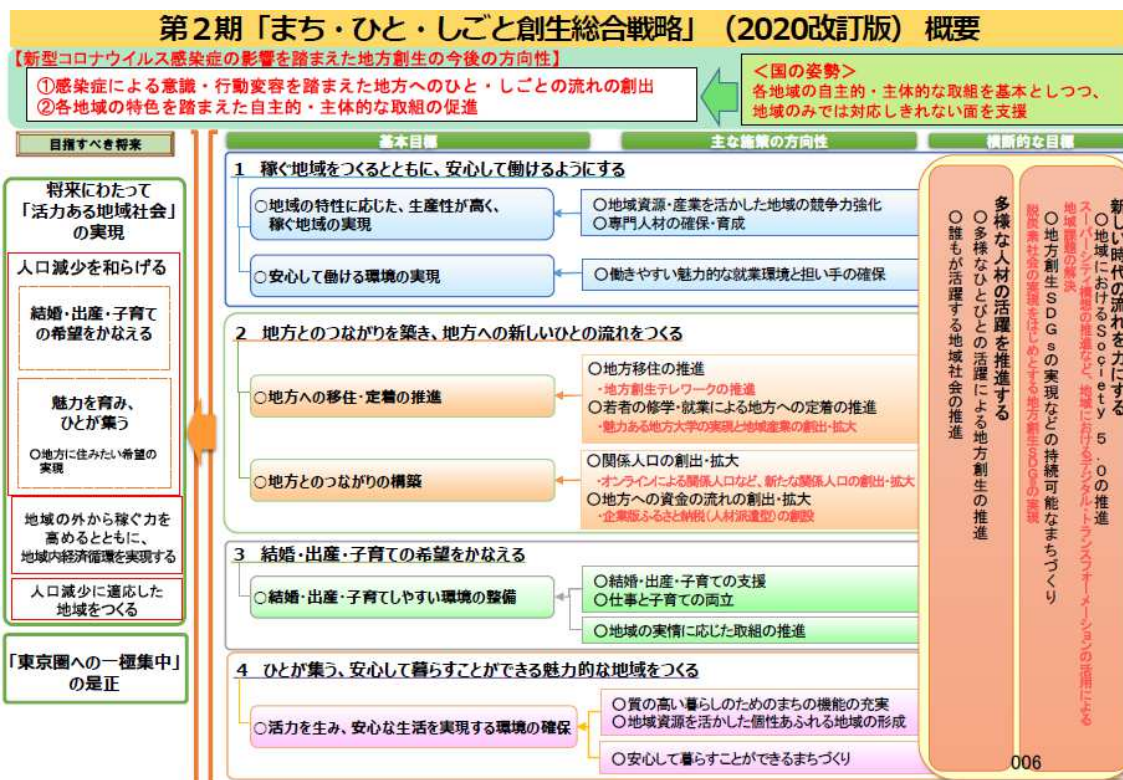 第2期「まち・ひと・しごと創生総合戦略」（2020改訂版） 概要
【新型コロナウイルス感染症の影響を踏まえた地方創生の今後の方向性】
①感染症による意識・行動変容を踏まえた地方へのひと・しごとの流れの創出
②各地域の特色を踏まえた自主的・主体的な取組の促進
＜国の姿勢＞
各地域の自主的・主体的な取組を基本としつつ、
地域のみでは対応しきれない面を支援
目指すべき将来
将来にわたって
「活力ある地域社会」
の実現
人口減少を和らげる
結婚・出産・子育て
の希望をかなえる
魅力を育み、
ひとが集う
○地方に住みたい希望の
実現
地域の外から稼ぐ力を
高めるとともに、
地域内経済循環を実現する
人口減少に適応した
地域をつくる
「東京圏への一極集中」
の是正
基本目標
主な施策の方向性
横断的な目標
1 稼ぐ地域をつくるとともに、安心して働けるようにする
○地域の特性に応じた、生産性が高く、
稼ぐ地域の実現
○地域資源・産業を活かした地域の競争力強化
○専門人材の確保・育成
○安心して働ける環境の実現
○働きやすい魅力的な就業環境と担い手の確保
2 地方とのつながりを築き、地方への新しいひとの流れをつくる
○地方への移住・定着の推進
○地方移住の推進
・地方創生テレワークの推進
○若者の修学・就業による地方への定着の推進
・魅力ある地方大学の実現と地域産業の創出・拡大
○地方とのつながりの構築
○関係人口の創出・拡大
・オンラインによる関係人口など、新たな関係人口の創出・拡大
○地方への資金の流れの創出・拡大
・企業版ふるさと納税（人材派遣型）の創設
3 結婚・出産・子育ての希望をかなえる
○結婚・出産・子育てしやすい環境の整備
○結婚・出産・子育ての支援
○仕事と子育ての両立
○地域の実情に応じた取組の推進
4 ひとが集う、安心して暮らすことができる魅力的な地域をつくる
○活力を生み、安心な生活を実現する環境の確保
○質の高い暮らしのためのまちの機能の充実
○地域資源を活かした個性あふれる地域の形成
○安心して暮らすことができるまちづくり
新しい時代の流れを力にする
○地域におけるSociety 5.0の推進
スーパーシティ構想の推進など、地域におけるデジタル・トランスフォーメーションの活用による
地域課題の解決
○地方創生SDGsの実現などの持続可能なまちづくり
脱炭素社会の実現をはじめとする地方創生SDGsの実現
多様な人材の活躍を推進する
○多様なひとびとの活躍による地方創生の推進
○誰もが活躍する地域社会の推進
006